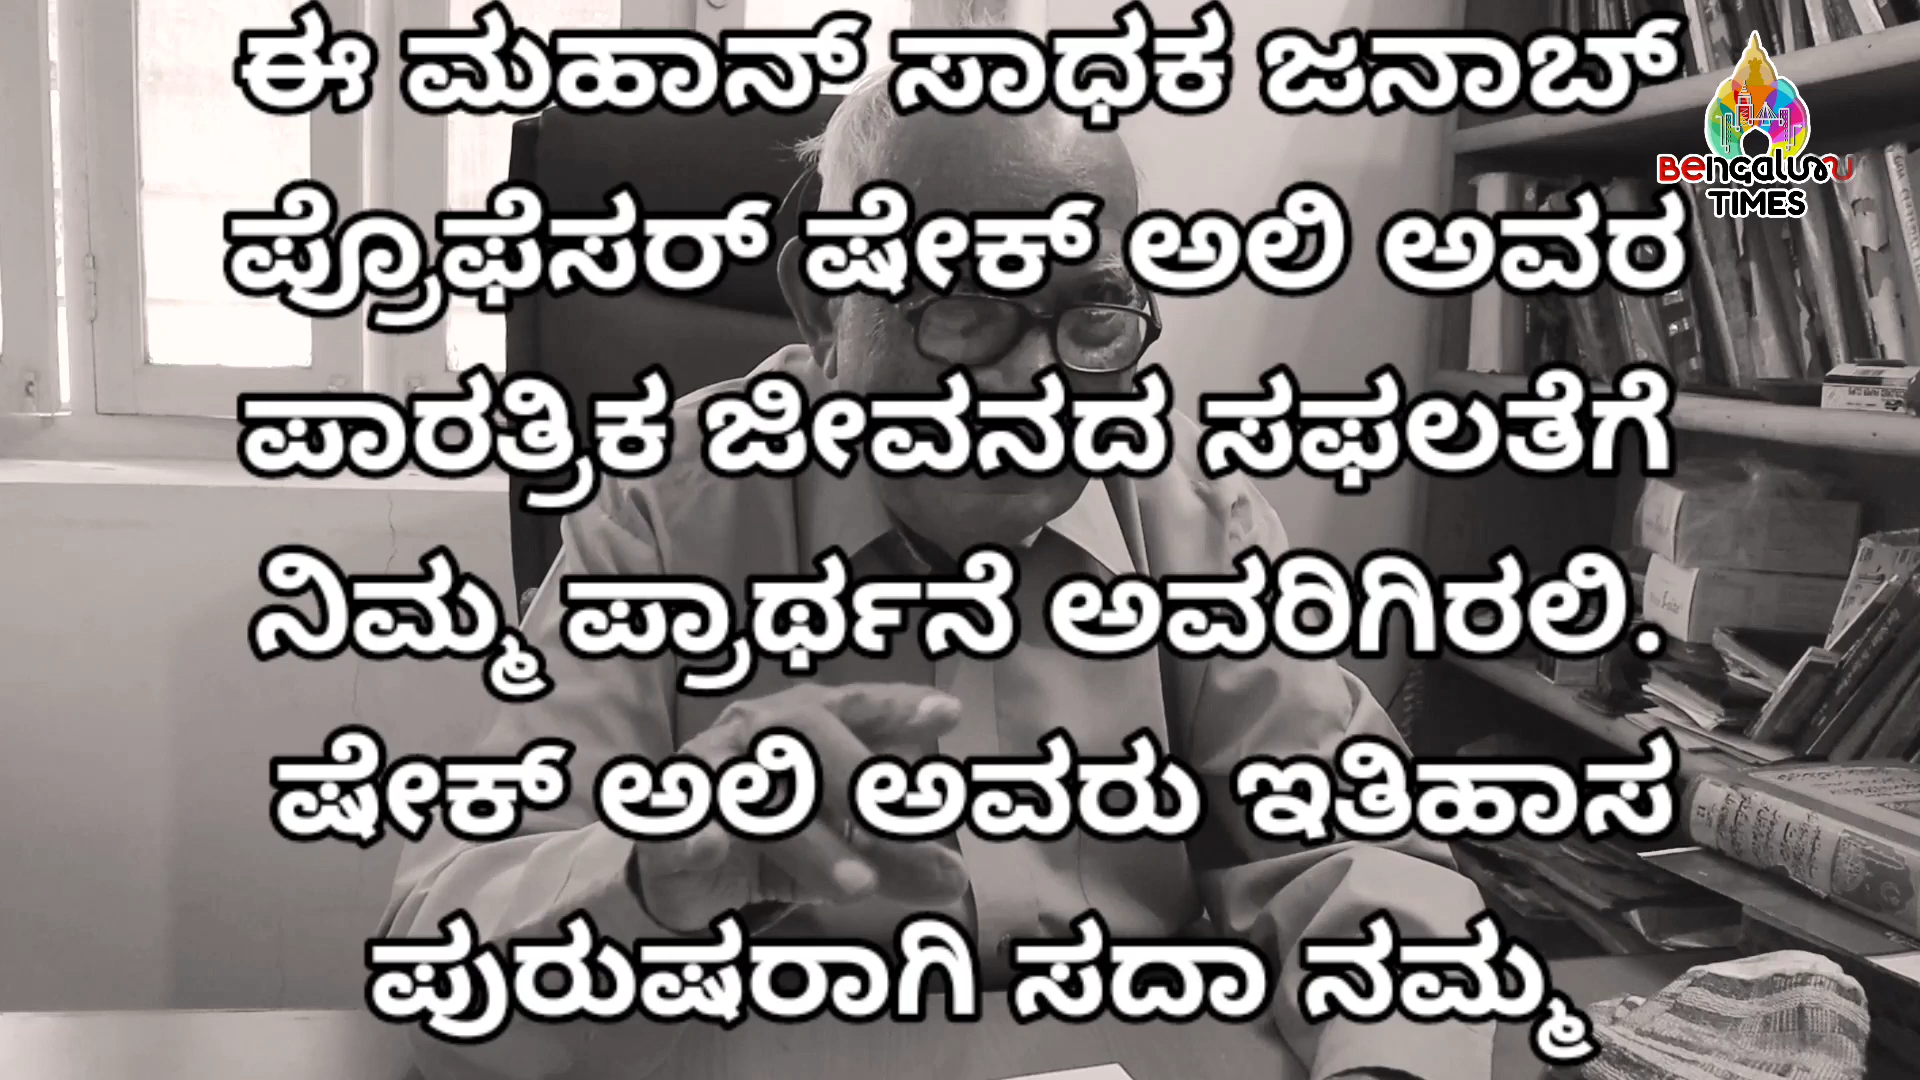 ಈ ಮಹಾನ್ ಸಾಧಕ ಜನಾಬ್
ಪ್ರೊಫೆಸರ್ ಷೇಕ್ ಅಲಿ ಅವರ
ಪಾರತ್ರಿಕ ಜೀವನದ ಸಫಲತೆಗೆ
ನಿಮ್ಮ ಪ್ರಾರ್ಥನೆ ಅವರಿಗಿರಲಿ.
ಷೇಕ್ ಅಲಿ ಅವರು ಇತಿಹಾಸ
ಪುರುಷರಾಗಿ ಸದಾ ನಮ್ಮ
BENGALURU
TIMES